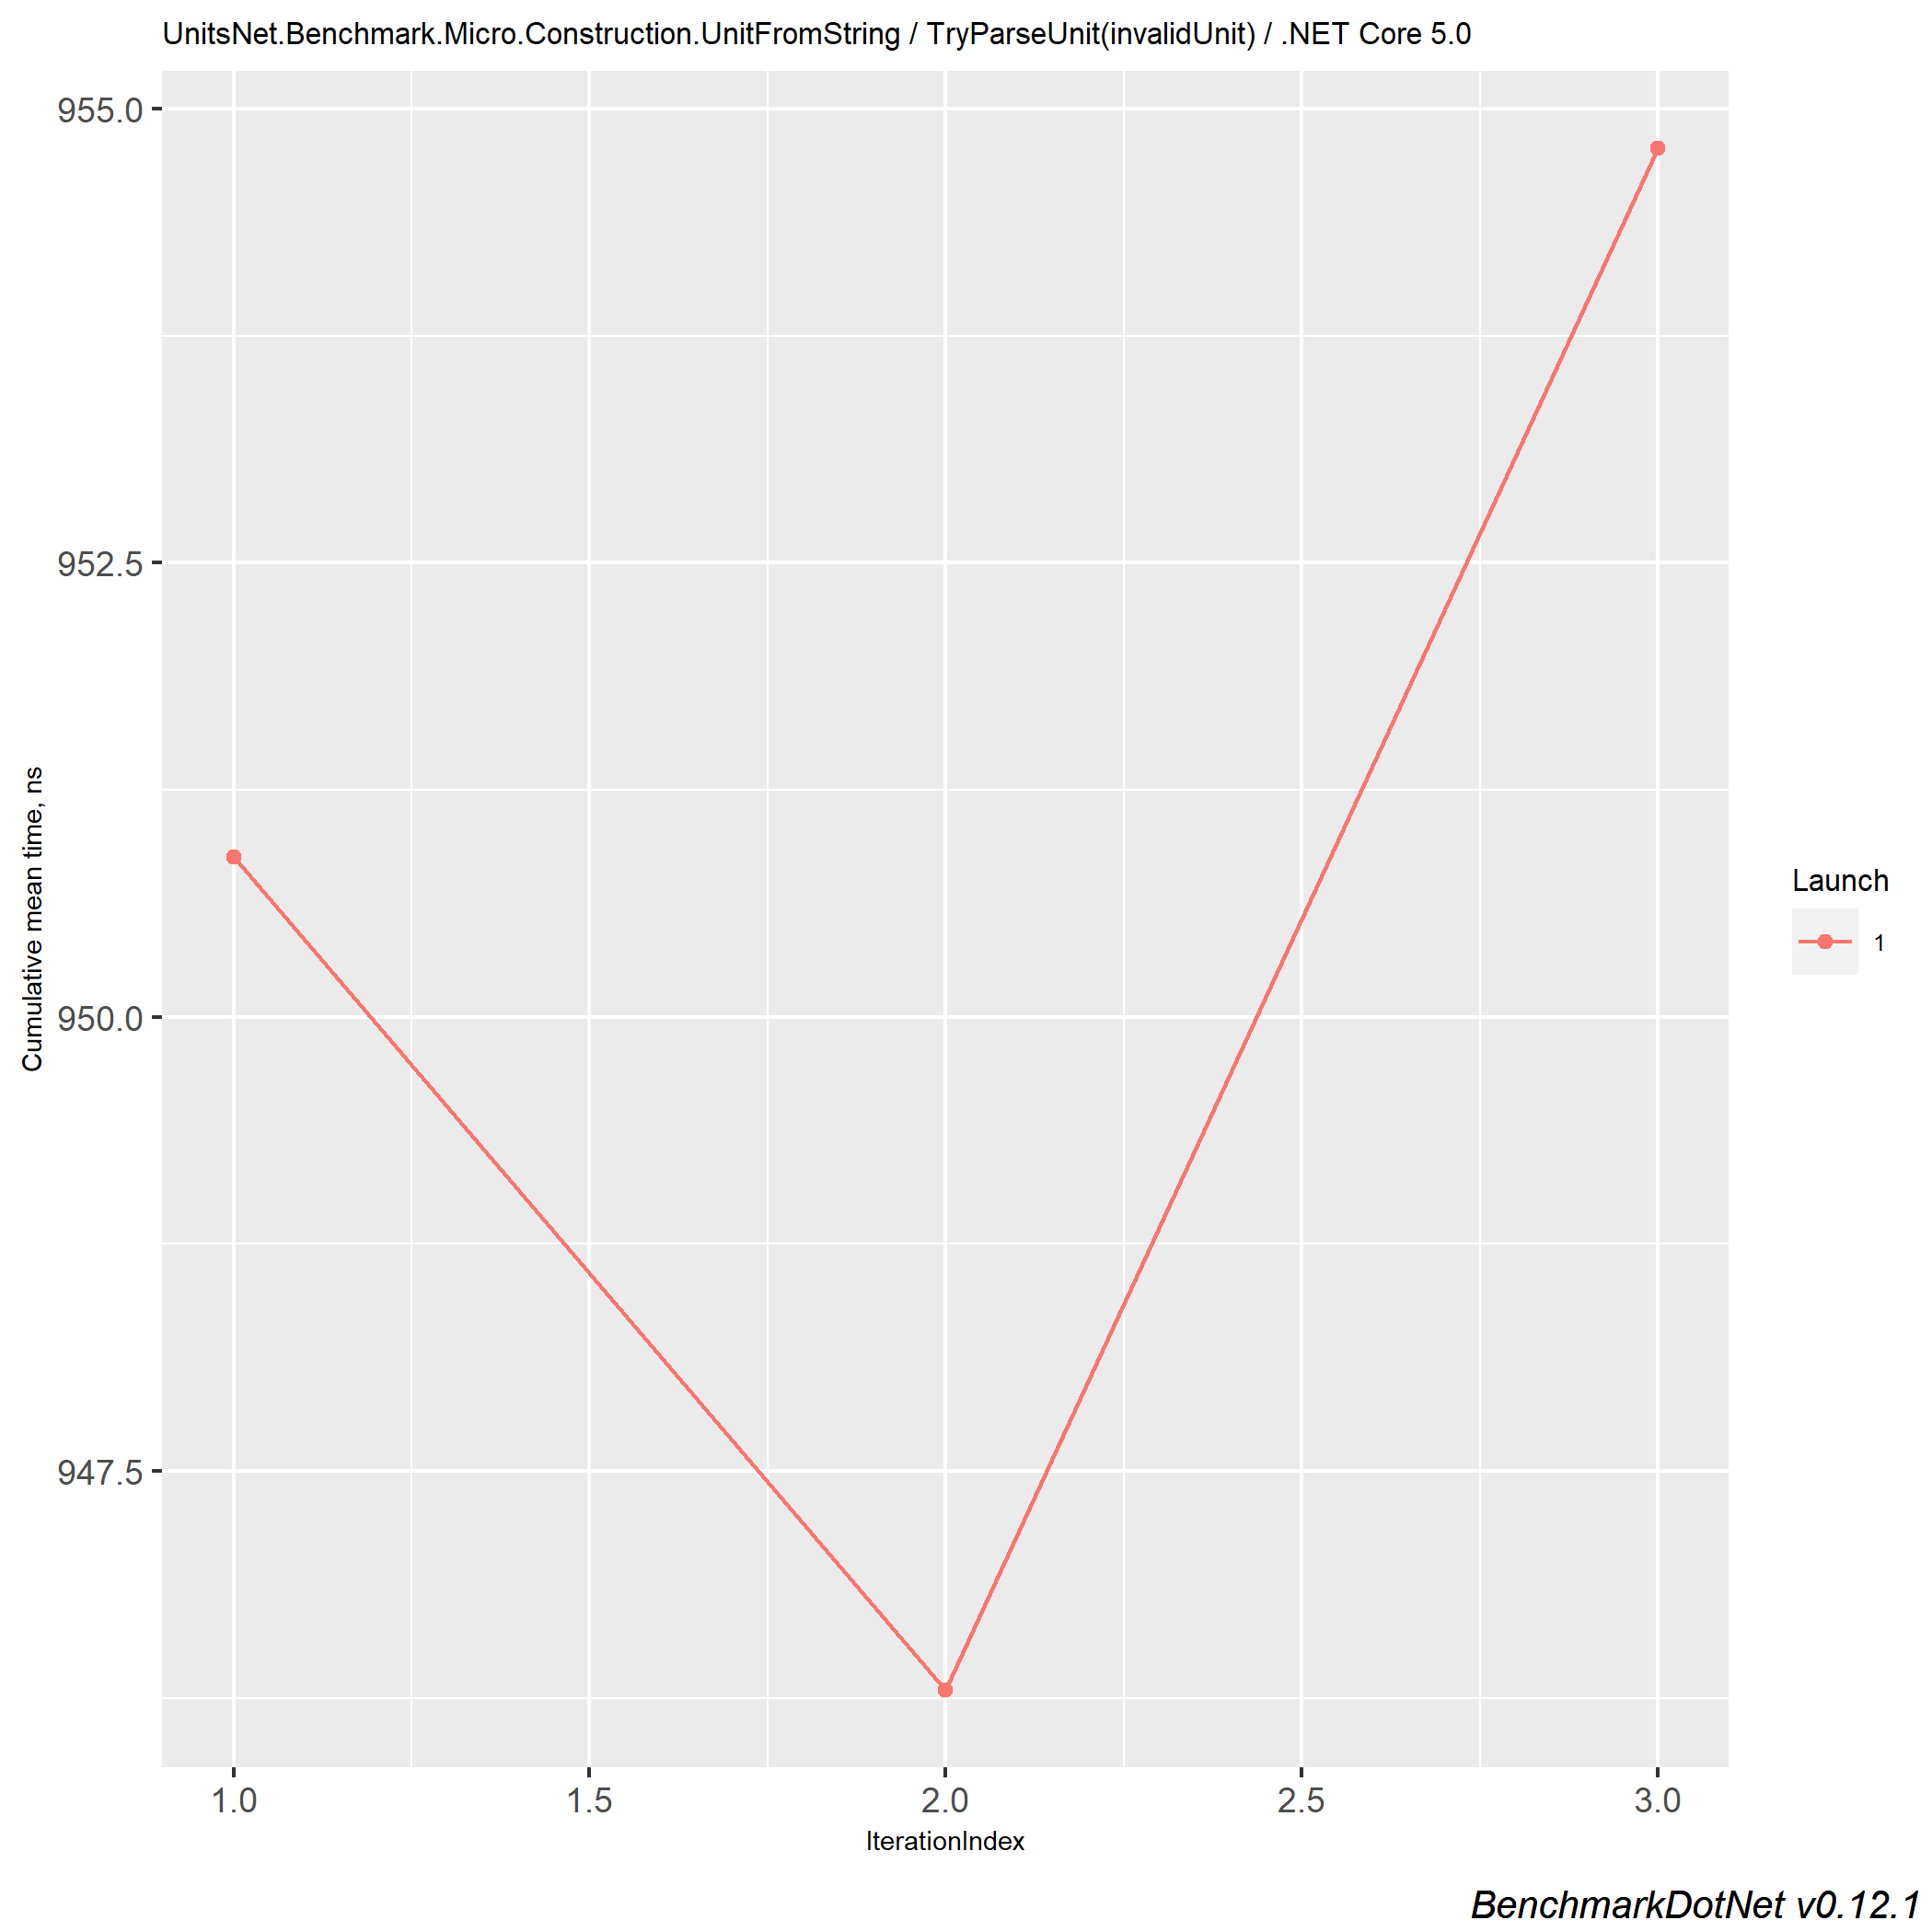 UnitsNet.Benchmark.Micro.Construction.UnitFromString / TryParseUnit(invalidUnit) / .NET Core 5.0
955.0
952.5
950.0
947.5
Cumulative mean time, ns
1.0 1.5 2.0 2.5 3.0
IterationIndex
Launch
1
BenchmarkDotNet v0.12.1